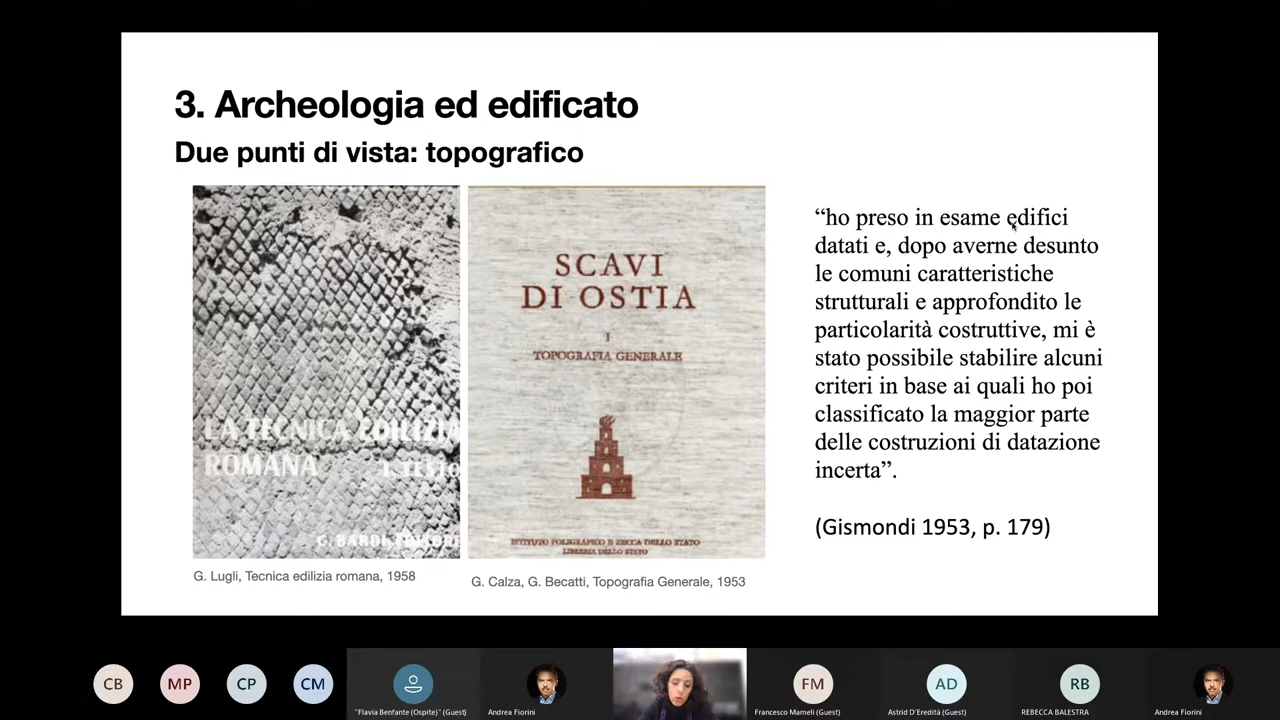 3. Archeologia ed edificato
Due punti di vista: topografico
LA TECNICA EDILIZIA
ROMANA I. TESTO
G. BARDI EDITORE
SCAVI
DI OSTIA
I
TOPOGRAFIA GENERALE
ISTITUTO POLIGRAFICO E ZECCA DELLO STATO
LIBRERIA DELLO STATO
G. Lugli, Tecnica edilizia romana, 1958
G. Calza, G. Becatti, Topografia Generale, 1953
“ho preso in esame edifici
datati e, dopo averne desunto
le comuni caratteristiche
strutturali e approfondito le
particolarità costruttive, mi è
stato possibile stabilire alcuni
criteri in base ai quali ho poi
classificato la maggior parte
delle costruzioni di datazione
incerta”.
(Gismondi 1953, p. 179)
CB
MP
CP
CM
"Flavia Benfante (Ospite)" (Guest)
Andrea Fiorini
FM
Francesco Mameli (Guest)
AD
Astrid D'Eredità (Guest)
RB
REBECCA BALESTRA
Andrea Fiorini